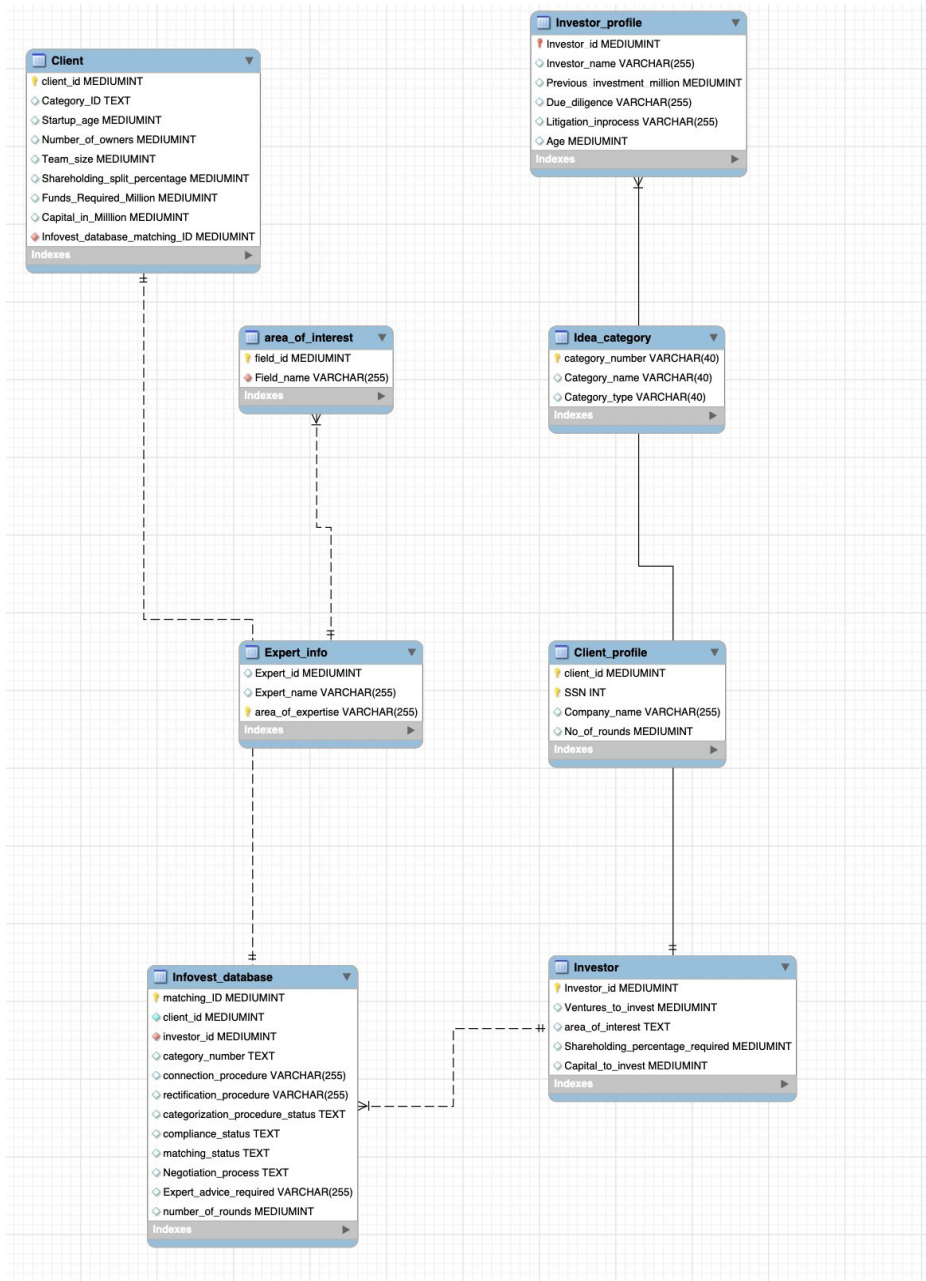 Investor_profile
Investor_id MEDIUMINT
Investor_name VARCHAR(255)
Previous_investment_million MEDIUMINT
Due_diligence VARCHAR(255)
Litigation_inprocess VARCHAR(255)
Age MEDIUMINT
Indexes
Client
client_id MEDIUMINT
Category_ID TEXT
Startup_age MEDIUMINT
Number_of_owners MEDIUMINT
Team_size MEDIUMINT
Shareholding_split_percentage MEDIUMINT
Funds_Required_Million MEDIUMINT
Capital_in_Milllion MEDIUMINT
Infovest_database_matching_ID MEDIUMINT
Indexes
area_of_interest
field_id MEDIUMINT
Field_name VARCHAR(255)
Indexes
Idea_category
category_number VARCHAR(40)
Category_name VARCHAR(40)
Category_type VARCHAR(40)
Indexes
Expert_info
Expert_id MEDIUMINT
Expert_name VARCHAR(255)
area_of_expertise VARCHAR(255)
Indexes
Client_profile
client_id MEDIUMINT
SSN INT
Company_name VARCHAR(255)
No_of_rounds MEDIUMINT
Indexes
Infovest_database
matching_ID MEDIUMINT
client_id MEDIUMINT
investor_id MEDIUMINT
category_number TEXT
connection_procedure VARCHAR(255)
rectification_procedure VARCHAR(255)
categorization_procedure_status TEXT
compliance_status TEXT
matching_status TEXT
Negotiation_process TEXT
Expert_advice_required VARCHAR(255)
number_of_rounds MEDIUMINT
Indexes
Investor
Investor_id MEDIUMINT
Ventures_to_invest MEDIUMINT
area_of_interest TEXT
Shareholding_percentage_required MEDIUMINT
Capital_to_invest MEDIUMINT
Indexes